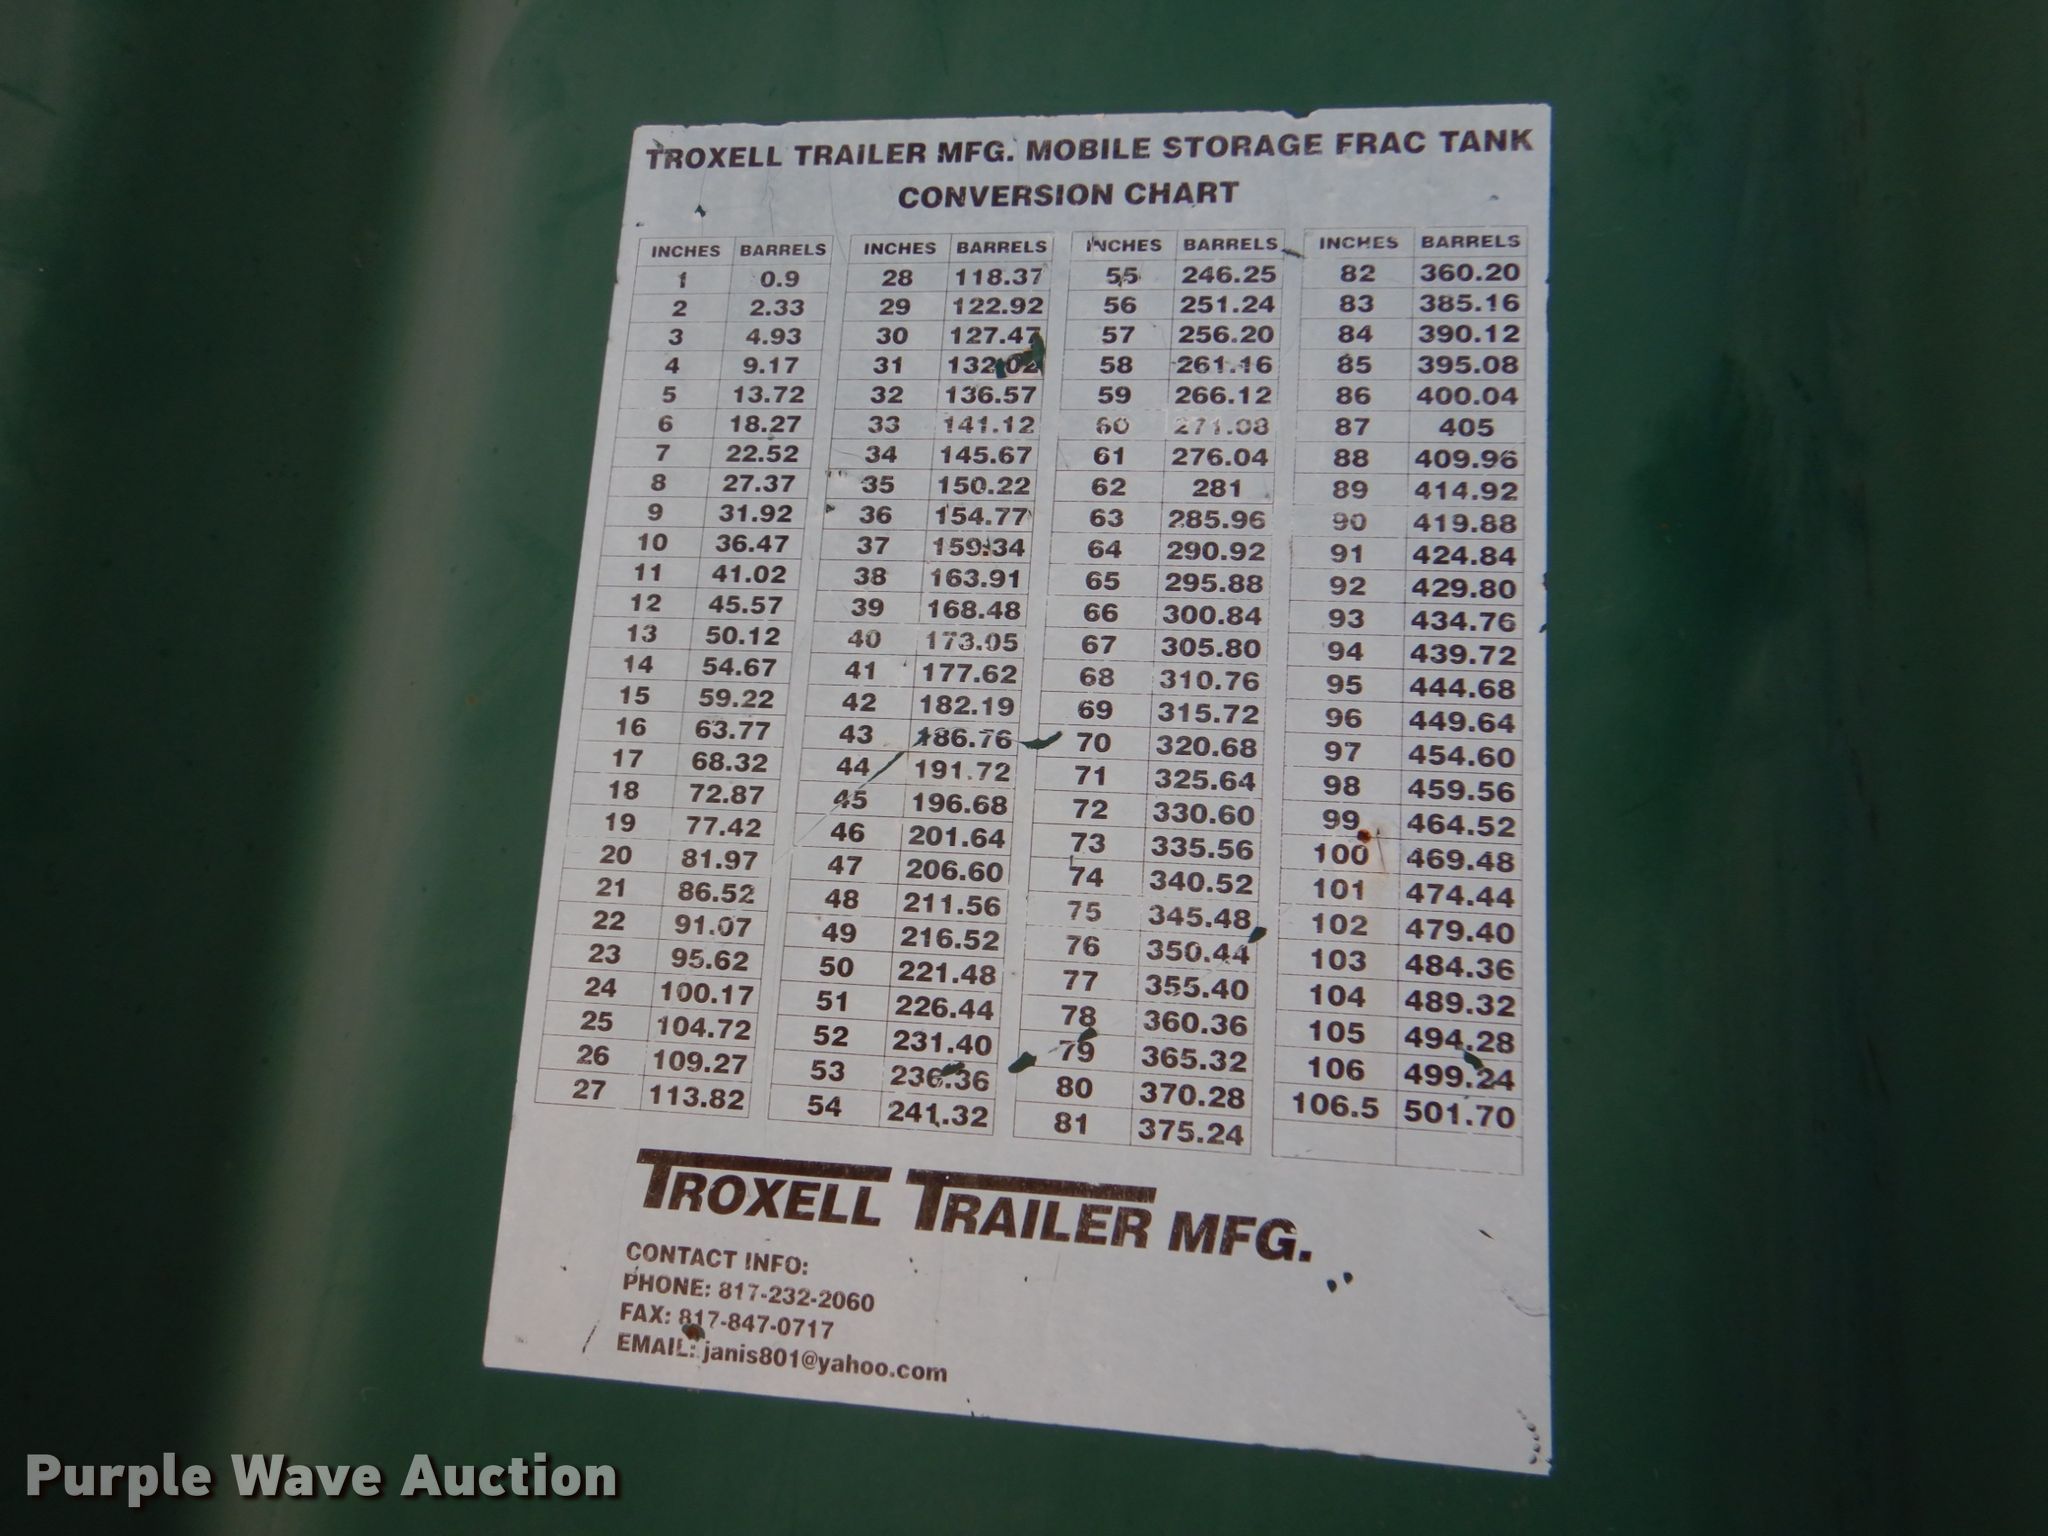 TROXELL TRAILER MFG. MOBILE STORAGE FRAC TANK
CONVERSION CHART
INCHES BARRELS INCHES BARRELS INCHES BARRELS INCHES BARRELS
1 0.9 28 118.37 55 246.25 82 360.20
2 2.33 29 122.92 56 251.24 83 385.16
3 4.93 30 127.47 57 256.20 84 390.12
4 9.17 31 132.02 58 261.16 85 395.08
5 13.72 32 136.57 59 266.12 86 400.04
6 18.27 33 141.12 60 271.08 87 405
7 22.52 34 145.67 61 276.04 88 409.96
8 27.37 35 150.22 62 281 89 414.92
9 31.92 36 154.77 63 285.96 90 419.88
10 36.47 37 159.34 64 290.92 91 424.84
11 41.02 38 163.91 65 295.88 92 429.80
12 45.57 39 168.48 66 300.84 93 434.76
13 50.12 40 173.05 67 305.80 94 439.72
14 54.67 41 177.62 68 310.76 95 444.68
15 59.22 42 182.19 69 315.72 96 449.64
16 63.77 43 186.76 70 320.68 97 454.60
17 68.32 44 191.72 71 325.64 98 459.56
18 72.87 45 196.68 72 330.60 99 464.52
19 77.42 46 201.64 73 335.56 100 469.48
20 81.97 47 206.60 74 340.52 101 474.44
21 86.52 48 211.56 75 345.48 102 479.40
22 91.07 49 216.52 76 350.44 103 484.36
23 95.62 50 221.48 77 355.40 104 489.32
24 100.17 51 226.44 78 360.36 105 494.28
25 104.72 52 231.40 79 365.32 106 499.24
26 109.27 53 236.36 80 370.28 106.5 501.70
27 113.82 54 241.32 81 375.24
TROXELL TRAILER MFG.
CONTACT INFO:
PHONE: 817-232-2060
FAX: 817-847-0717
EMAIL: janis801@yahoo.com
Purple Wave Auction